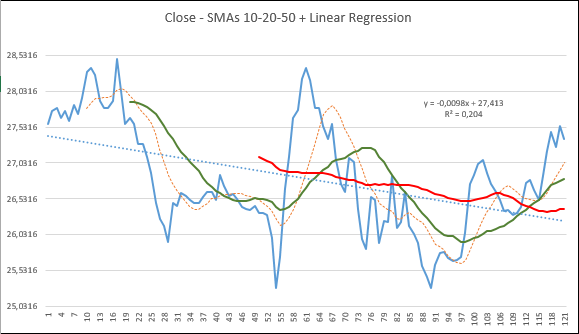 Close - SMAs 10-20-50 + Linear Regression
28,5316
28,0316
27,5316
27,0316
26,5316
26,0316
25,5316
25,0316
y = -0,0098x + 27,413
R² = 0,204
1 4 7 10 13 16 19 22 25 28 31 34 37 40 43 46 49 52 55 58 61 64 67 70 73 76 79 82 85 88 91 94 97 100 103 106 109 112 115 118 121